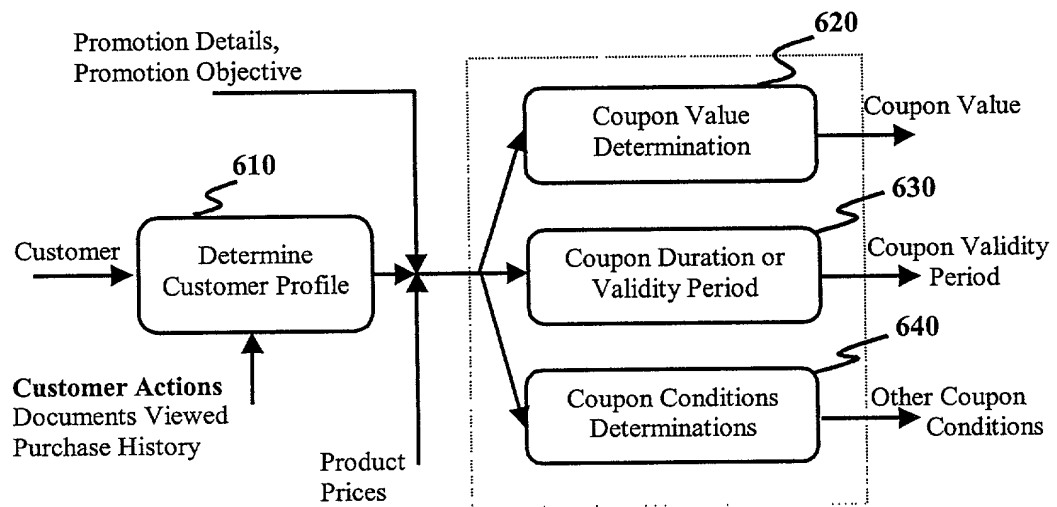 Promotion Details,
Promotion Objective
620
Coupon Value
Determination
Coupon Value
610
Customer
Determine
Customer Profile
630
Coupon Duration or
Validity Period
Coupon Validity
Period
Customer Actions
Documents Viewed
Purchase History
Product
Prices
640
Coupon Conditions
Determinations
Other Coupon
Conditions